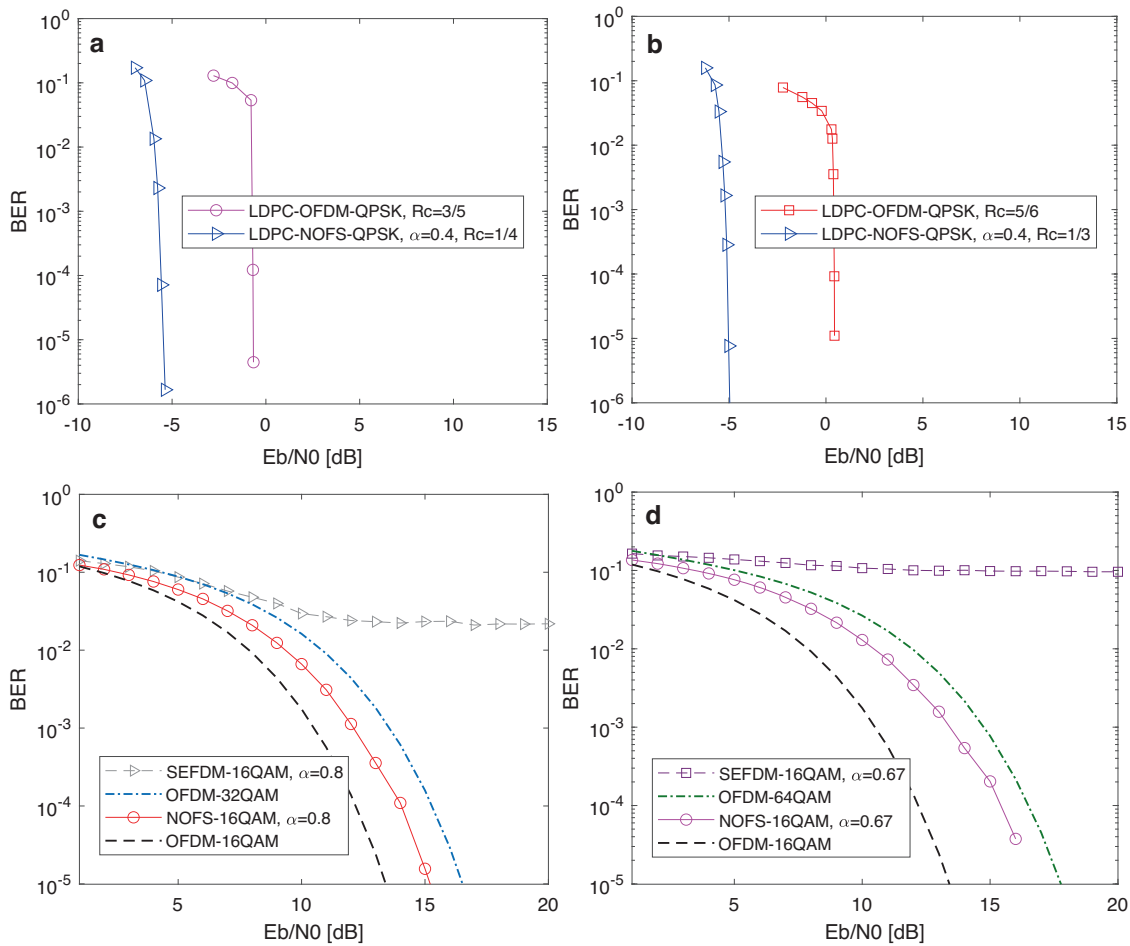 a
10^0
10^-1
10^-2
10^-3
10^-4
10^-5
10^-6
BER
LDPC-OFDM-QPSK, Rc=3/5
LDPC-NOFS-QPSK, α=0.4, Rc=1/4
-10
-5
0
5
10
15
Eb/N0 [dB]
b
10^0
10^-1
10^-2
10^-3
10^-4
10^-5
10^-6
BER
LDPC-OFDM-QPSK, Rc=5/6
LDPC-NOFS-QPSK, α=0.4, Rc=1/3
-10
-5
0
5
10
15
Eb/N0 [dB]
c
10^0
10^-1
10^-2
10^-3
10^-4
10^-5
BER
SEFDM-16QAM, α=0.8
OFDM-32QAM
NOFS-16QAM, α=0.8
OFDM-16QAM
5
10
15
20
Eb/N0 [dB]
d
10^0
10^-1
10^-2
10^-3
10^-4
10^-5
BER
SEFDM-16QAM, α=0.67
OFDM-64QAM
NOFS-16QAM, α=0.67
OFDM-16QAM
5
10
15
20
Eb/N0 [dB]